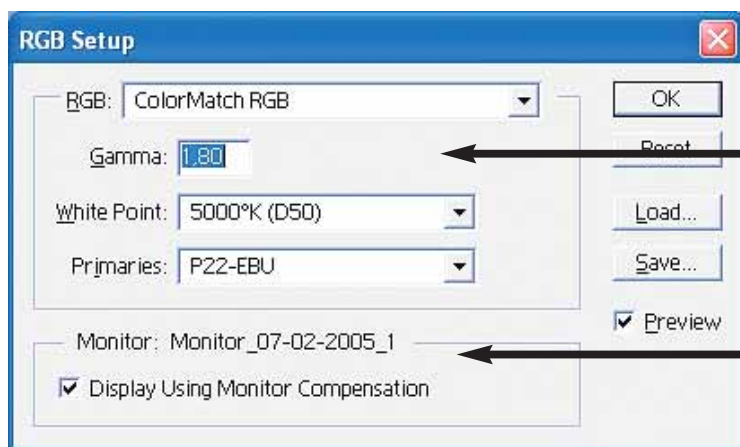 RGB Setup
RGB: ColorMatch RGB
OK
Gamma: 1.80
Reset
White Point: 5000°K (D50)
Load...
Primaries: P22-EBU
Save...
Preview
Monitor: Monitor_07-02-2005_1
Display Using Monitor Compensation